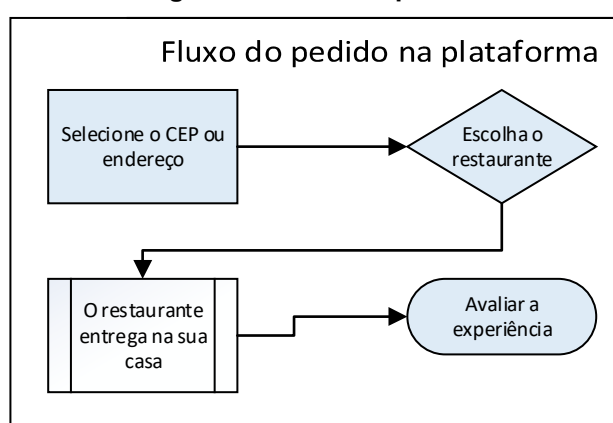 Fluxo do pedido na plataforma
Selecione o CEP ou
endereço
Escolha o
restaurante
O restaurante
entrega na sua
casa
Avaliar a
experiência